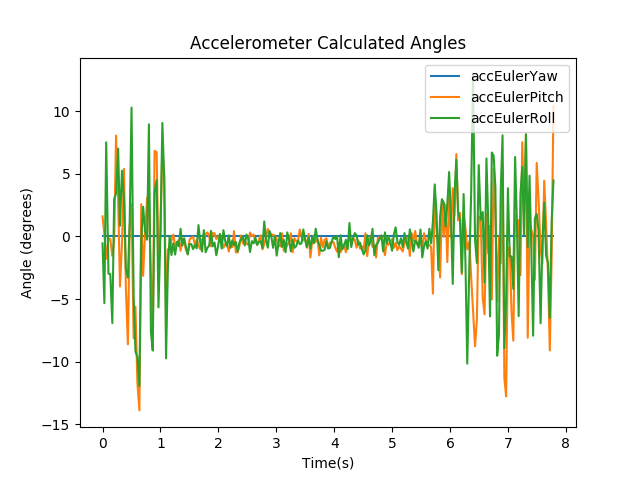 Accelerometer Calculated Angles
accEulerYaw
accEulerPitch
accEulerRoll
Angle (degrees)
10
5
0
−5
−10
−15
0 1 2 3 4 5 6 7 8
Time(s)